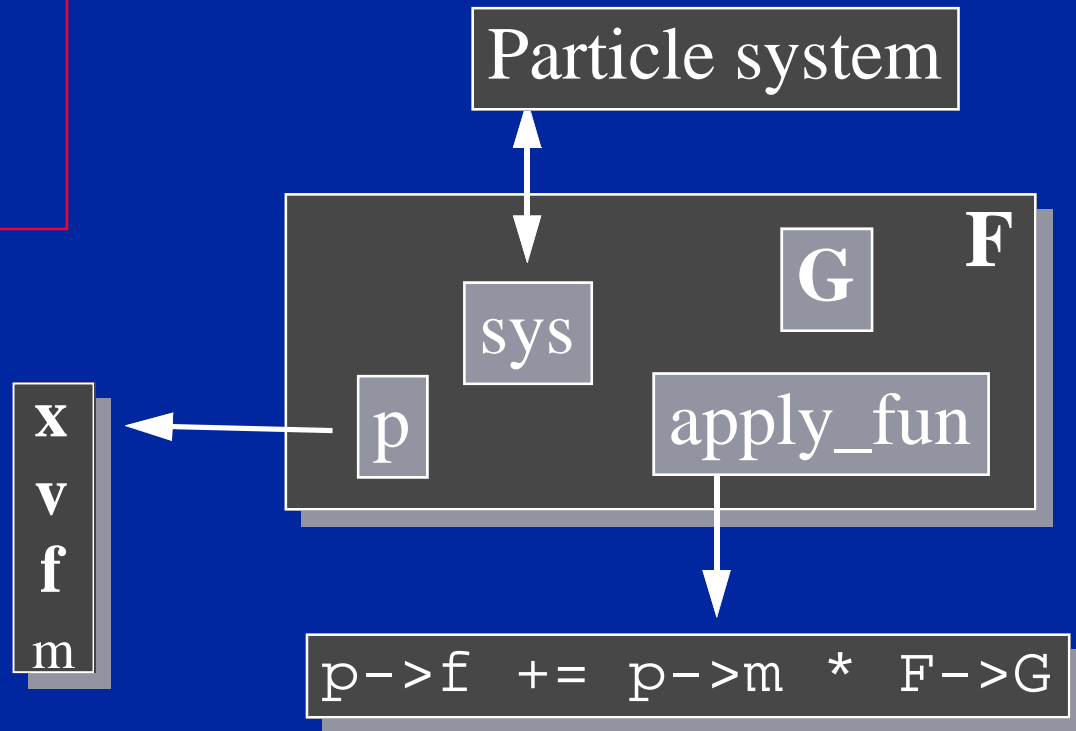 Particle system
F
G
sys
p
apply_fun
x
v
f
m
p->f += p->m * F->G